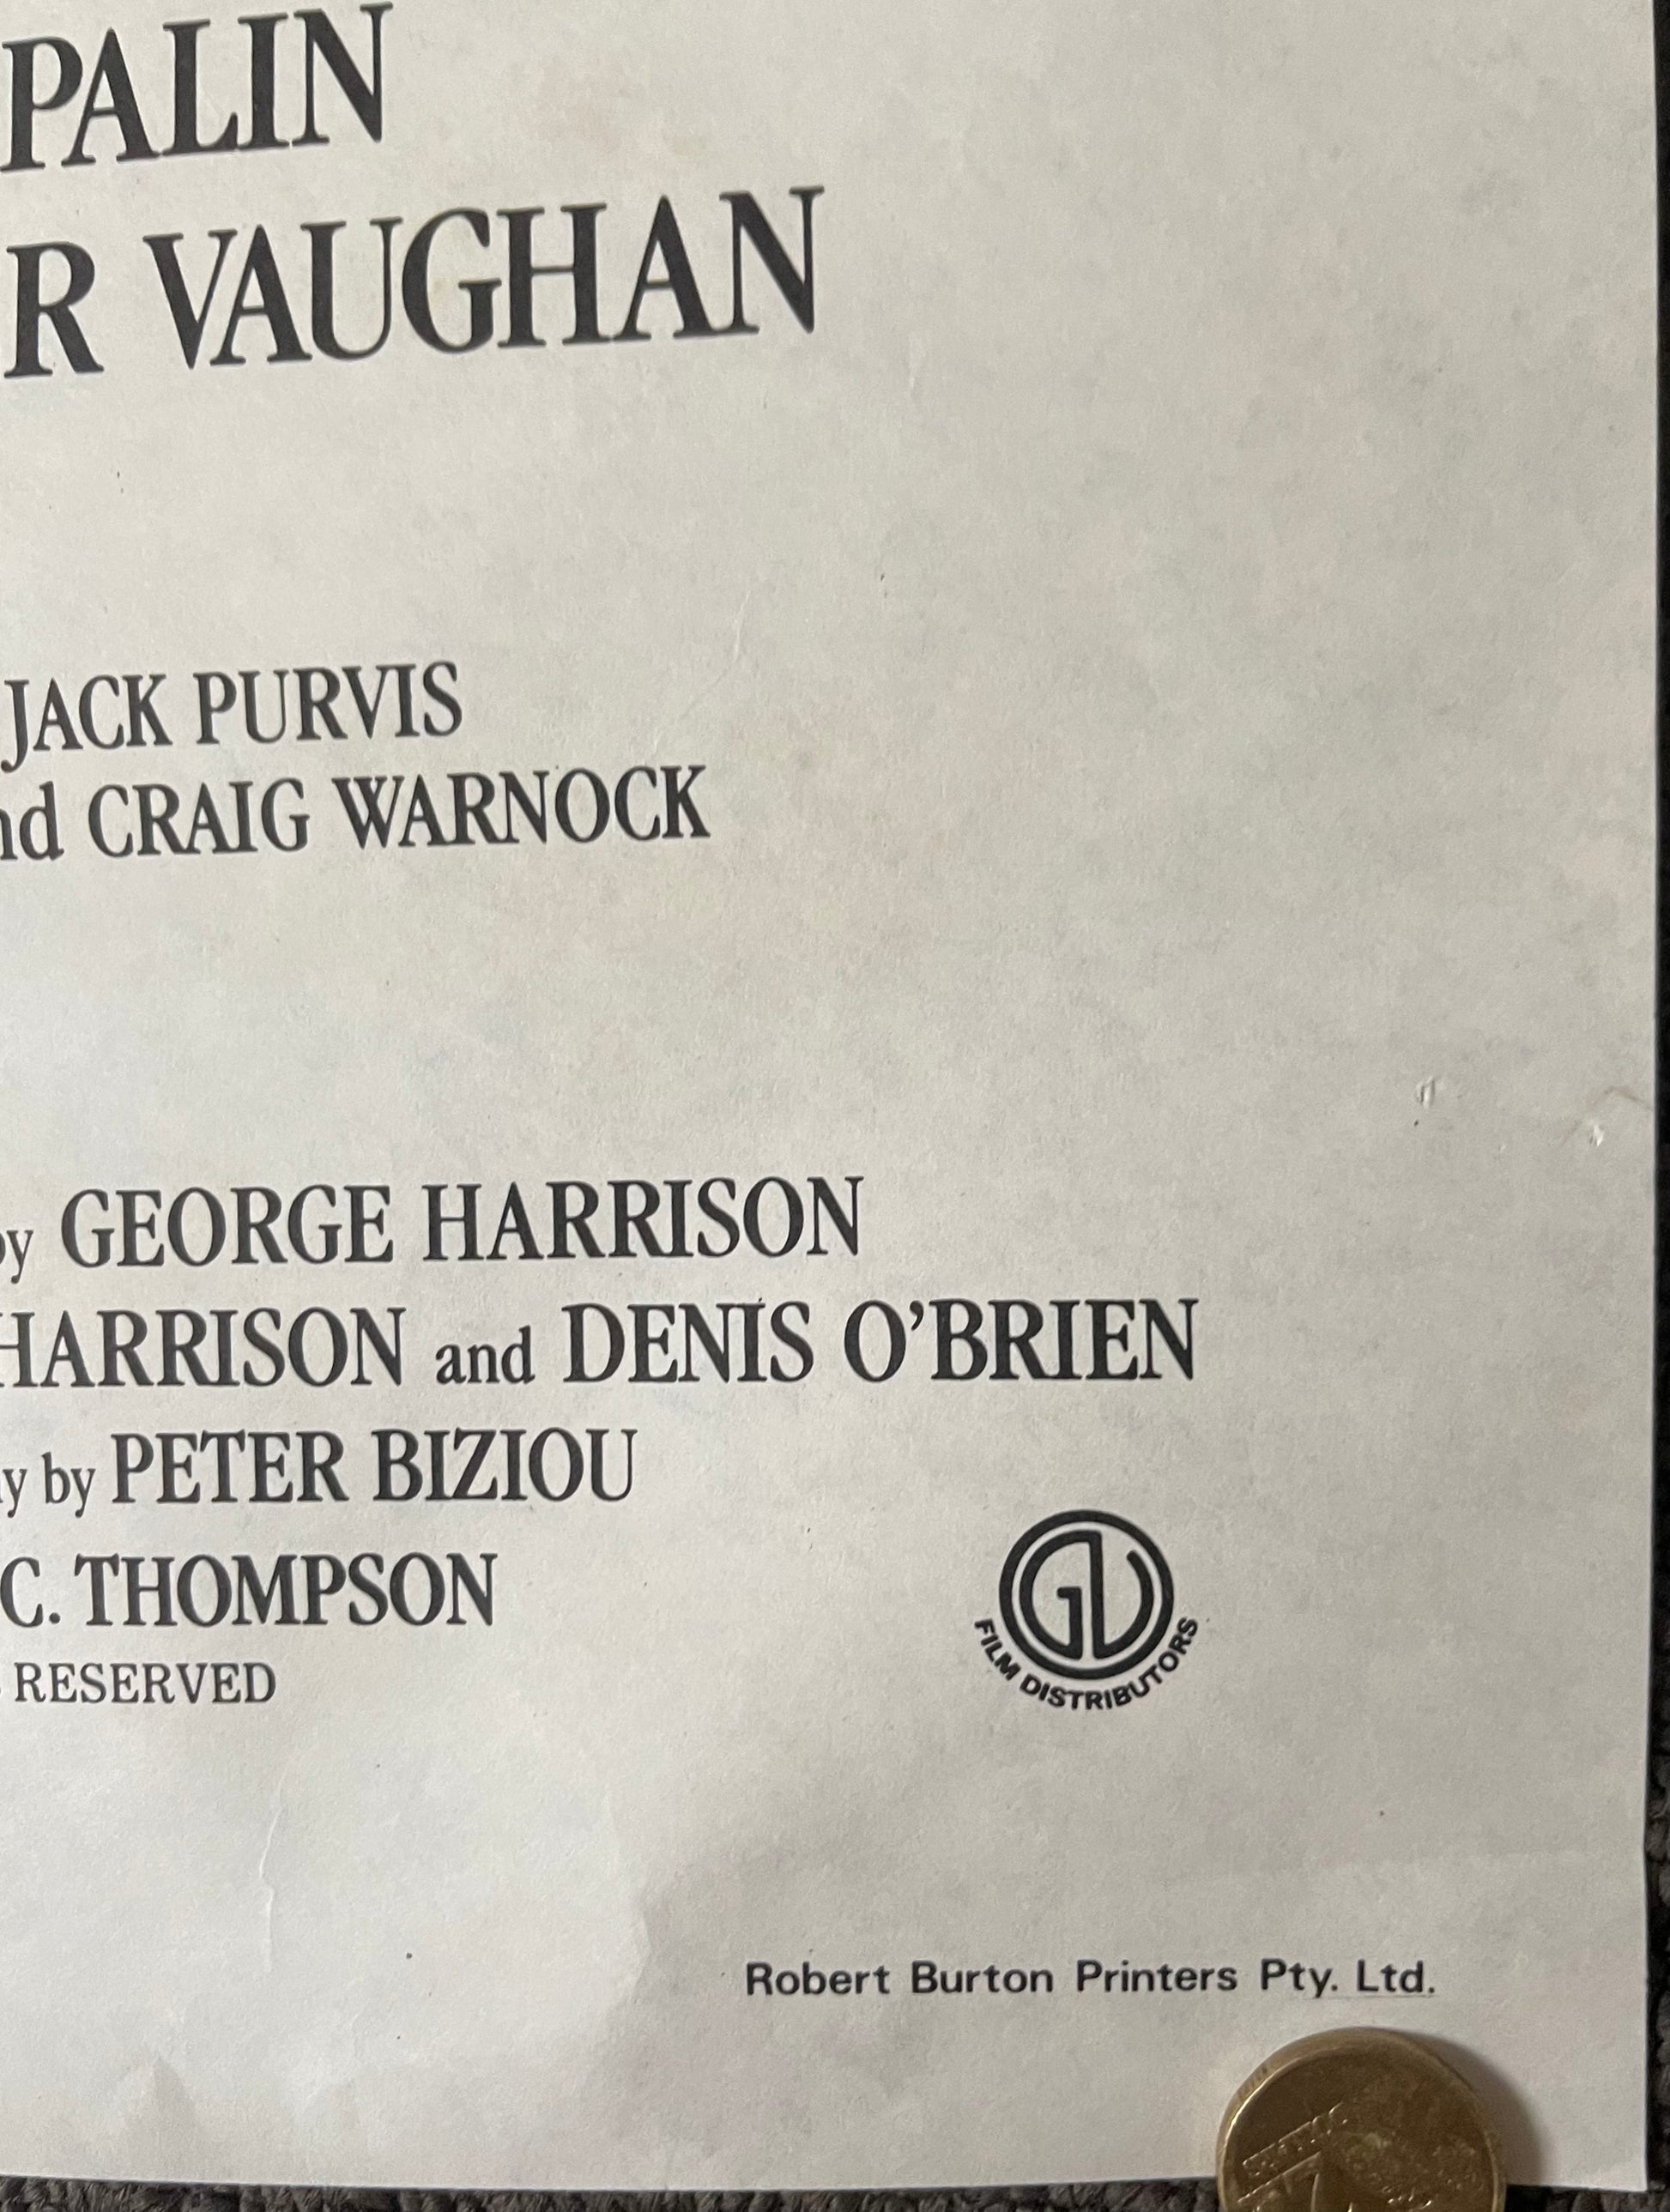 PALIN
R VAUGHAN
JACK PURVIS
nd CRAIG WARNOCK
by GEORGE HARRISON
HARRISON and DENIS O’BRIEN
y by PETER BIZIOU
C. THOMPSON
RESERVED
GU
FILM DISTRIBUTORS
Robert Burton Printers Pty. Ltd.